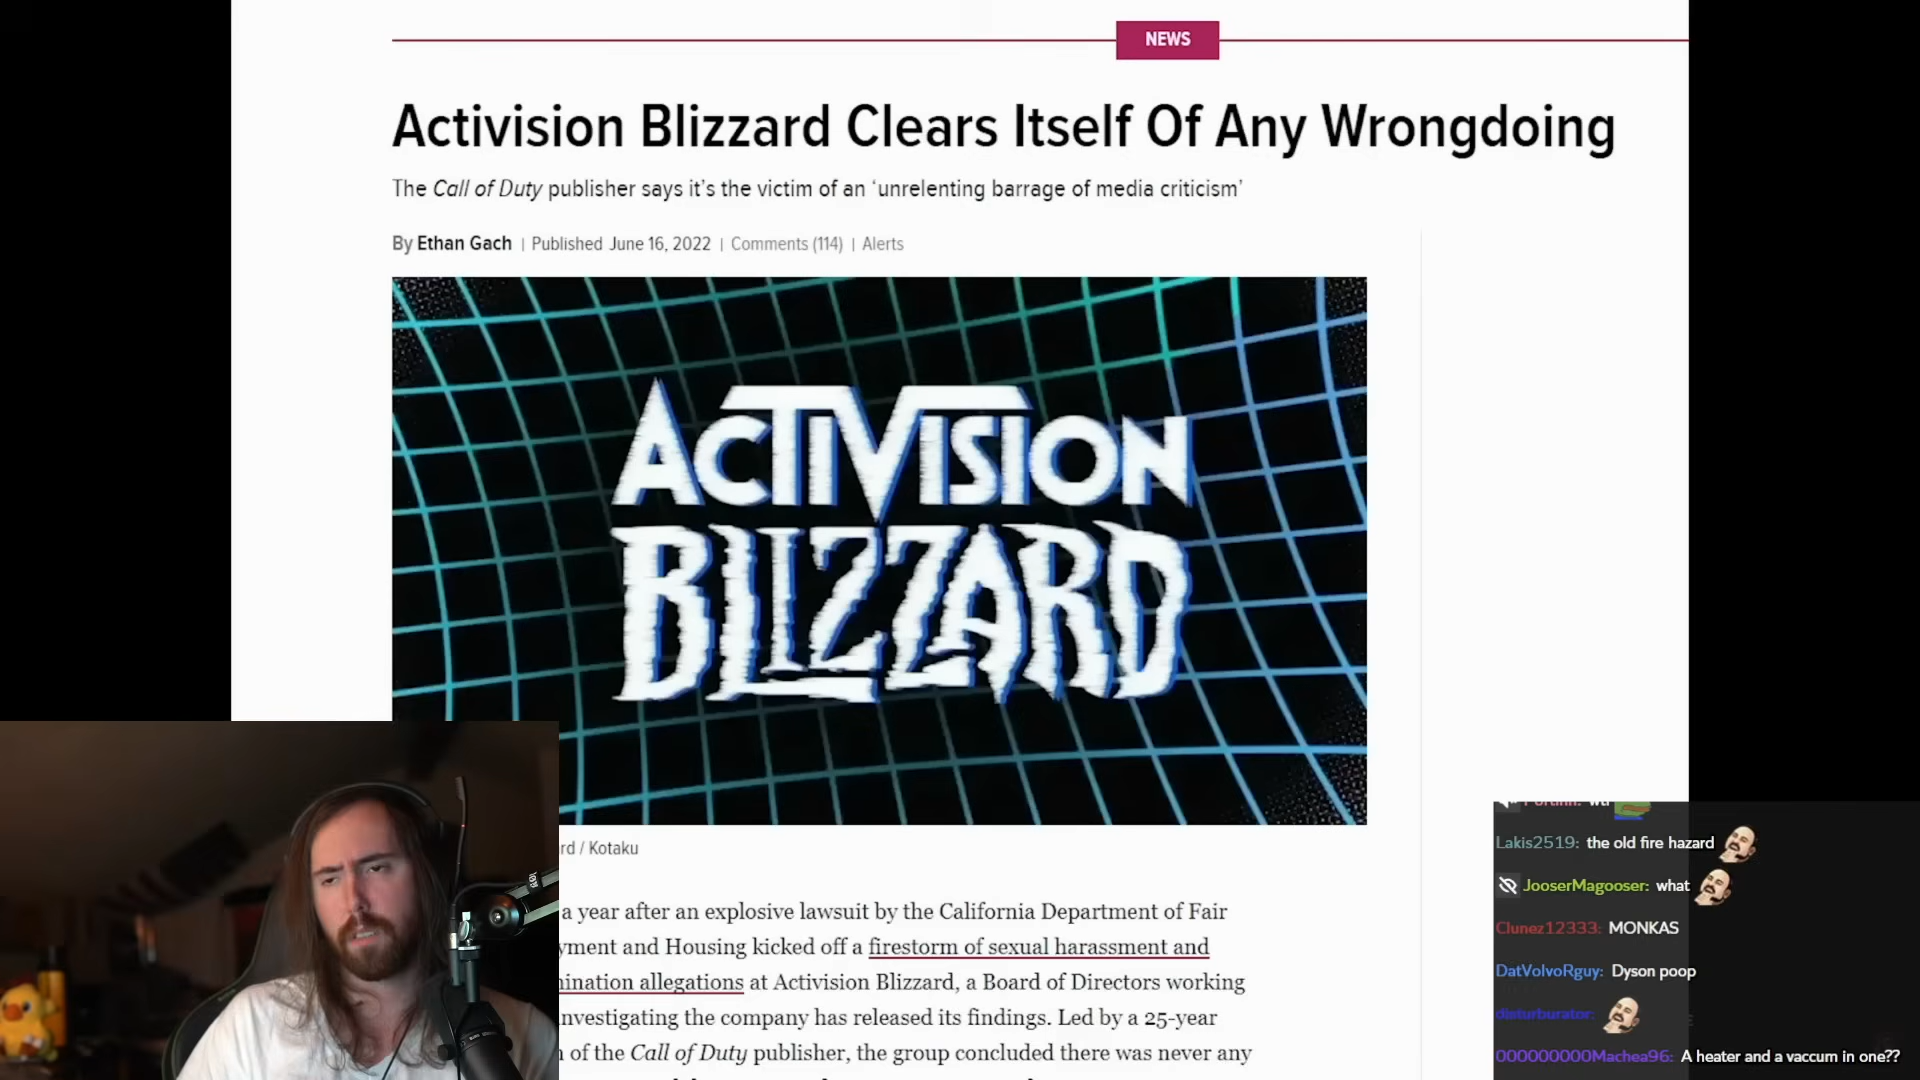 NEWS
Activision Blizzard Clears Itself Of Any Wrongdoing
The Call of Duty publisher says it's the victim of an ‘unrelenting barrage of media criticism’
By Ethan Gach | Published June 16, 2022 | Comments (114) | Alerts
ACTIVISION
BLIZZARD
rd / Kotaku
a year after an explosive lawsuit by the California Department of Fair
yment and Housing kicked off a firestorm of sexual harassment and
ination allegations at Activision Blizzard, a Board of Directors working
nvestigating the company has released its findings. Led by a 25-year
n of the Call of Duty publisher, the group concluded there was never any
Lakis2519: the old fire hazard
JooserMagooser: what
Clunez12333: MONKAS
DatVolvoRguy: Dyson poop
disturburator:
000000000Machea96: A heater and a vaccum in one??